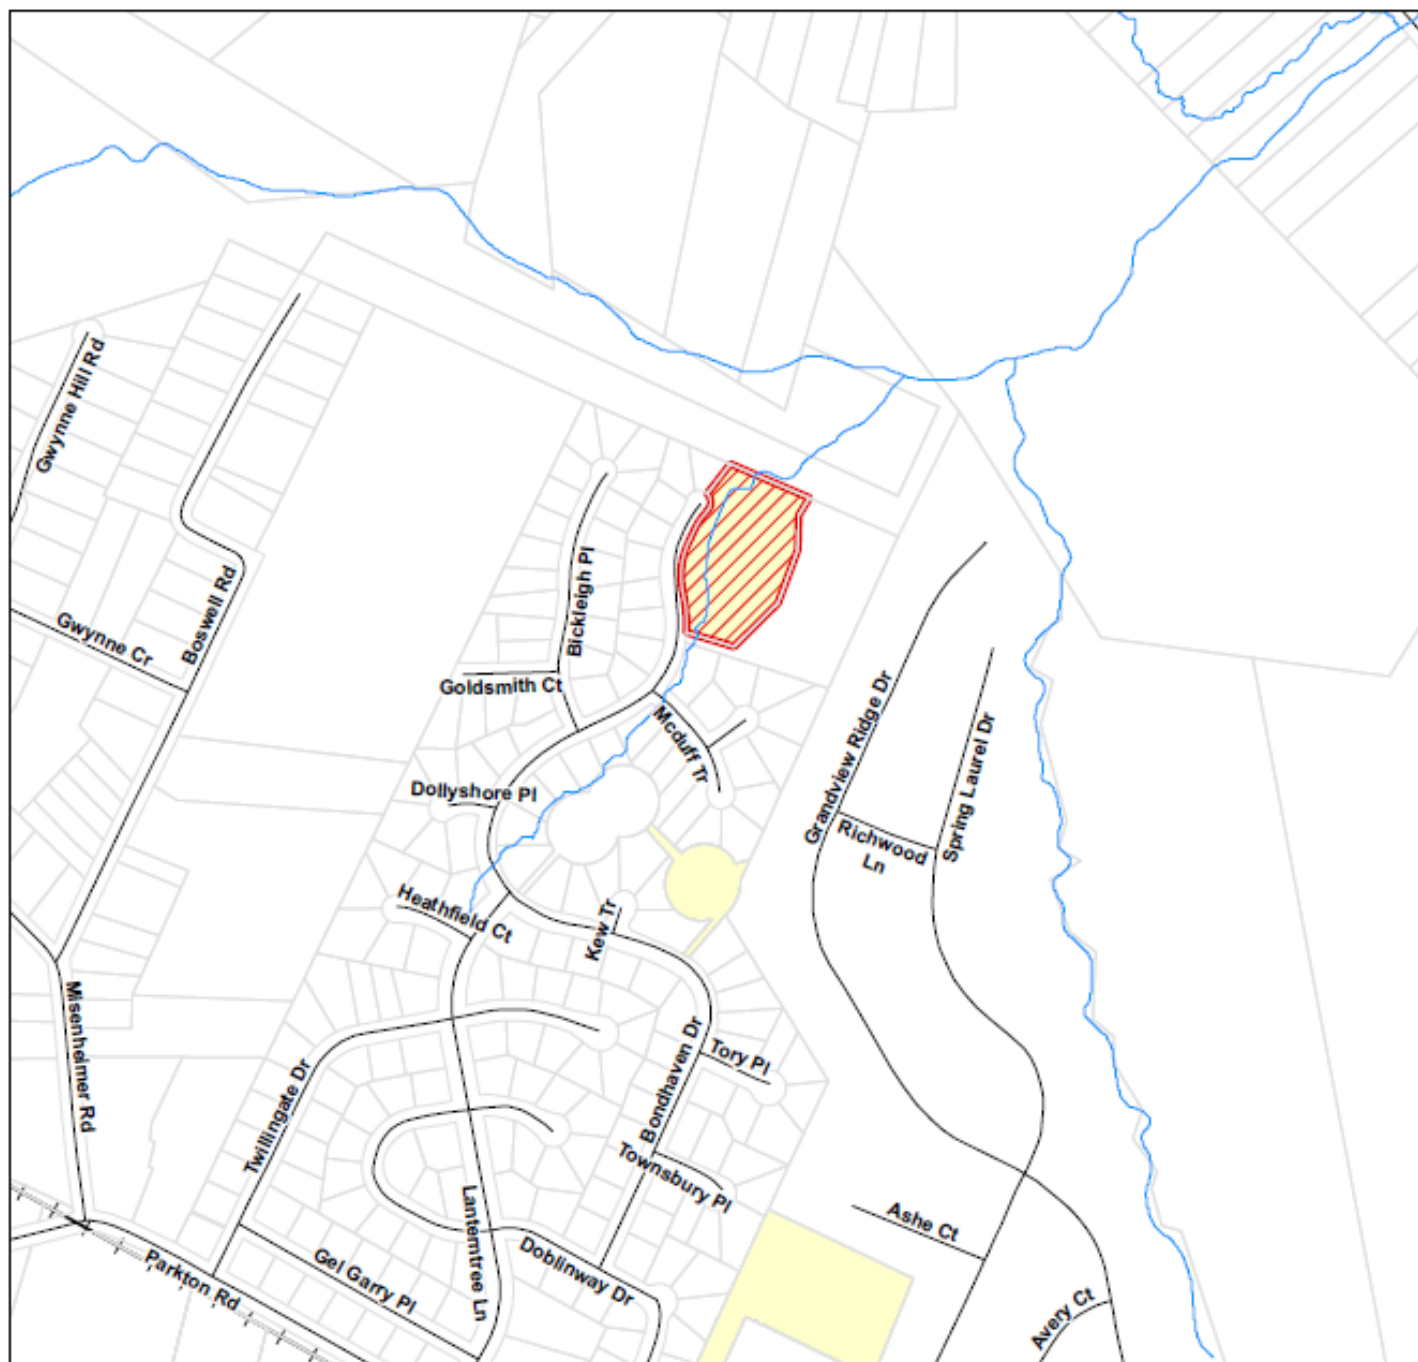 Gwynne Hill Rd
Boswell Rd
Gwynne Cr
Bickleigh Pl
Goldsmith Ct
Mcduff Tr
Dollyshore Pl
Grandview Ridge Dr
Spring Laurel Dr
Richwood
Ln
Heathfield Ct
Kew Tr
Misenheimer Rd
Twillingate Dr
Bondhaven Dr
Tory Pl
Townsbury Pl
Lanterntree Ln
Ashe Ct
Doblinway Dr
Gel Garry Pl
Parkton Rd
Avery Ct